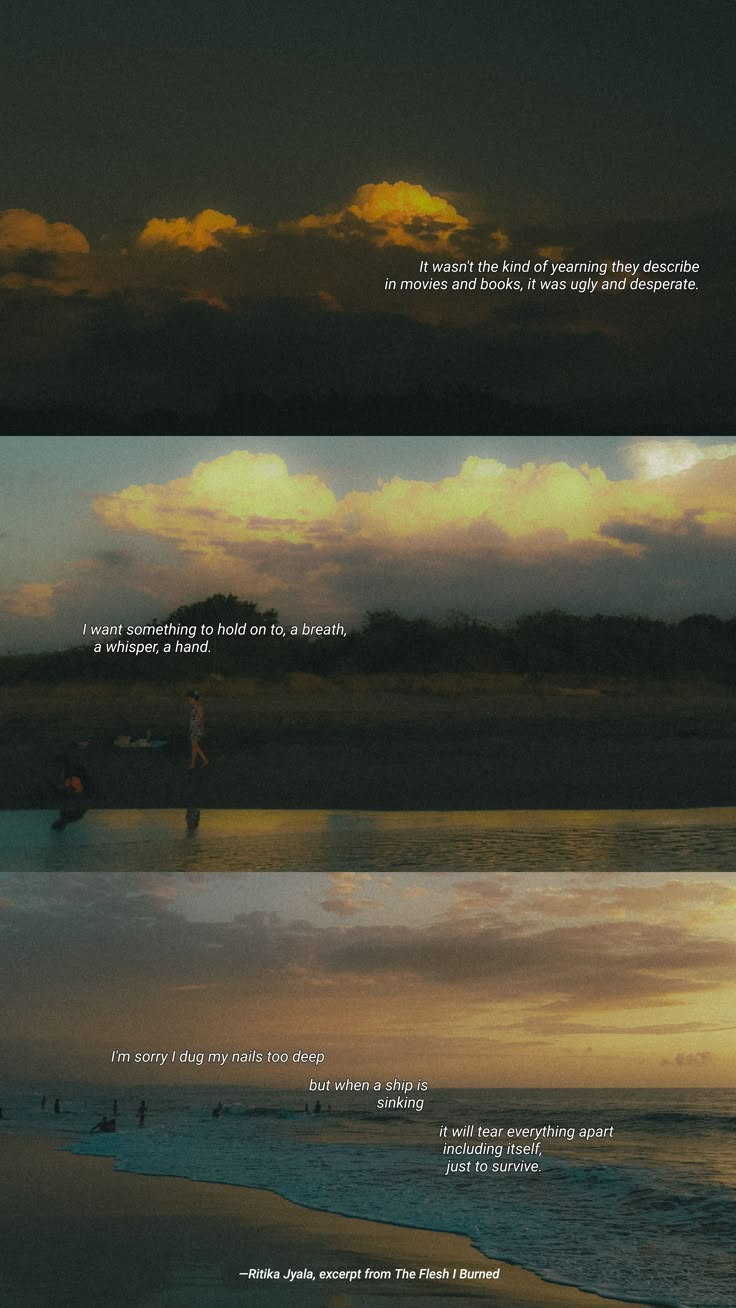 It wasn't the kind of yearning they describe
in movies and books, it was ugly and desperate.
I want something to hold on to, a breath,
a whisper, a hand.
I'm sorry I dug my nails too deep
but when a ship is
sinking
it will tear everything apart
including itself,
just to survive.
—Ritika Jyala, excerpt from The Flesh I Burned